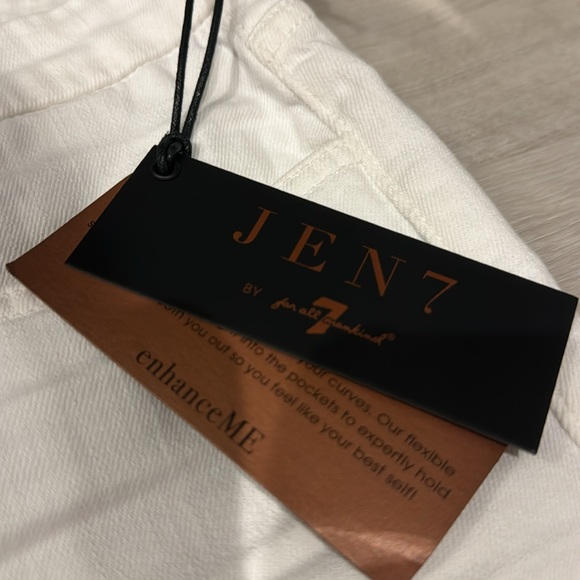 JEN7
BY 7 for all mankind®
your curves. Our flexible
into the pockets to expertly hold
you out so you feel like your best self!
enhanceME